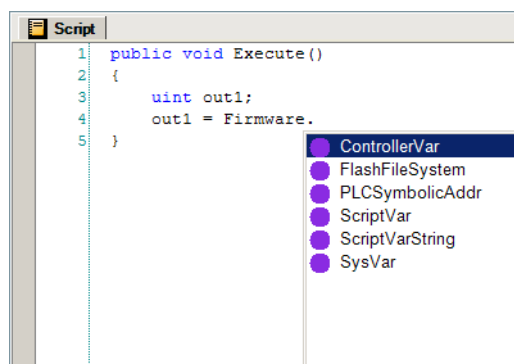 Script
1 public void Execute()
2 {
3 uint out1;
4 out1 = Firmware.
5 }
ControllerVar
FlashFileSystem
PLCSymbolicAddr
ScriptVar
ScriptVarString
SysVar